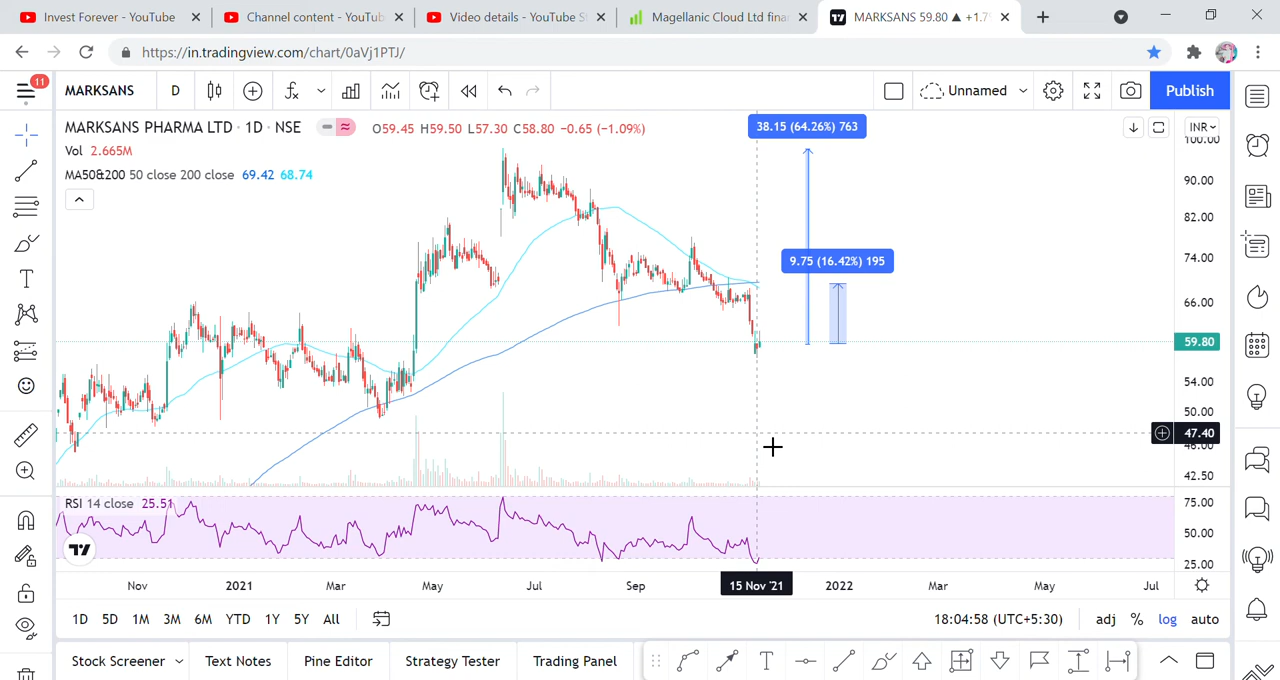 Invest Forever - YouTube
Channel content - YouTub
Video details - YouTube S
Magellanic Cloud Ltd finan
MARKSANS 59.80 ▲ +1.7
https://in.tradingview.com/chart/0aVj1PTJ/
11
MARKSANS
D
Unnamed
Publish
MARKSANS PHARMA LTD · 1D · NSE
O59.45 H59.50 L57.30 C58.80 −0.65 (−1.09%)
Vol 2.665M
MA50&200 50 close 200 close 69.42 68.74
38.15 (64.26%) 763
9.75 (16.42%) 195
INR
100.00
90.00
82.00
74.00
66.00
59.80
54.00
50.00
47.40
46.00
42.50
RSI 14 close 25.51
75.00
50.00
25.00
Nov 2021 Mar May Jul Sep 15 Nov '21 2022 Mar May Jul
1D 5D 1M 3M 6M YTD 1Y 5Y All
18:04:58 (UTC+5:30) adj % log auto
Stock Screener Text Notes Pine Editor Strategy Tester Trading Panel